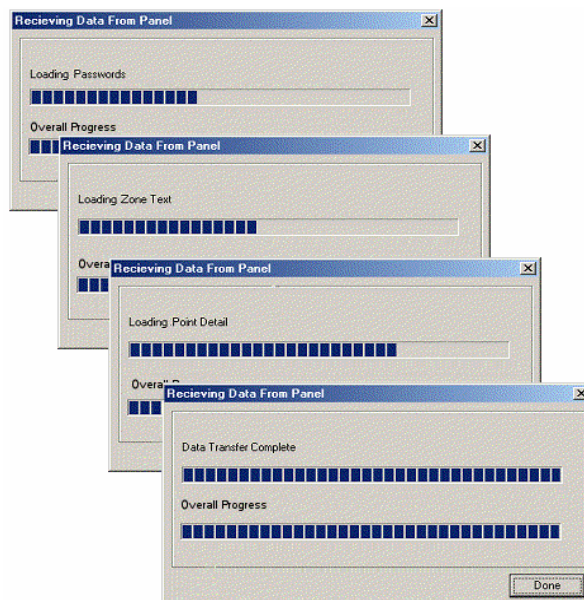 Recieving Data From Panel
Loading Passwords
Overall Progress
Recieving Data From Panel
Loading Zone Text
Recieving Data From Panel
Loading Point Detail
Overall
Recieving Data From Panel
Data Transfer Complete
Overall Progress
Done